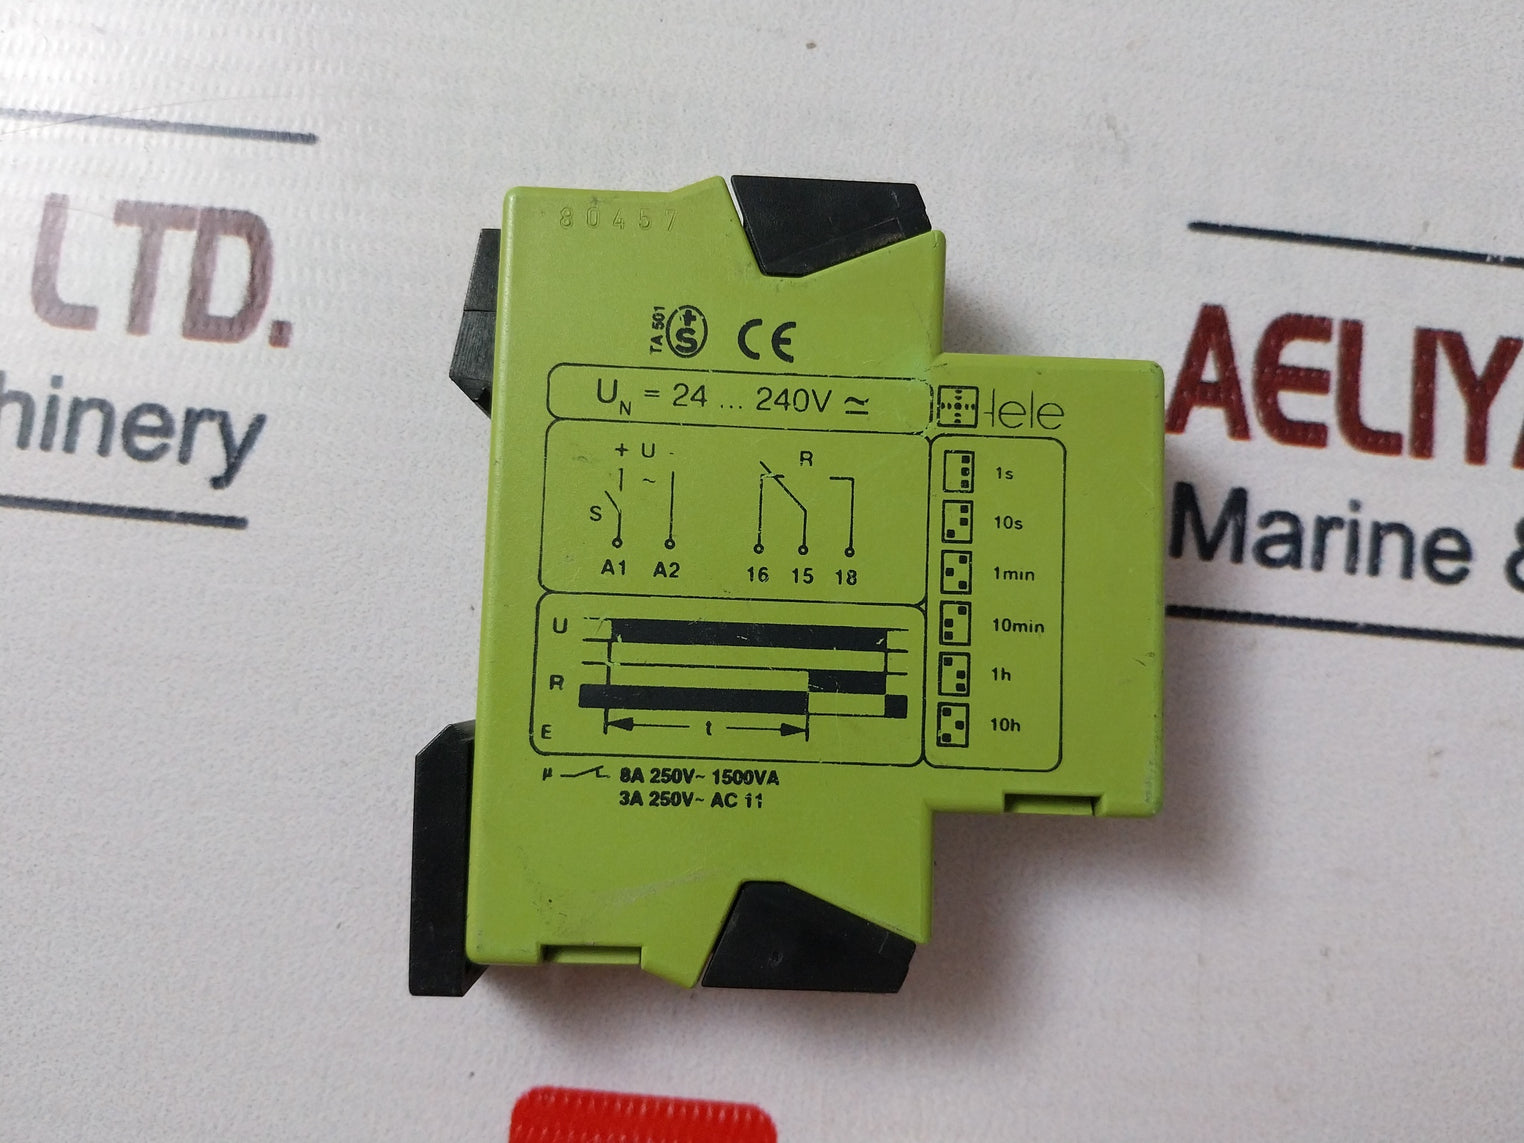 LTD.
hinery
AELIYA
Marine &
80457
TA 501
+S
CE
UN = 24 ... 240V ≃
tele
+ U -
~
S
A1 A2
R
16 15 18
1s
10s
1min
10min
1h
10h
U
R
E
t
µ 8A 250V~ 1500VA
3A 250V~ AC 11